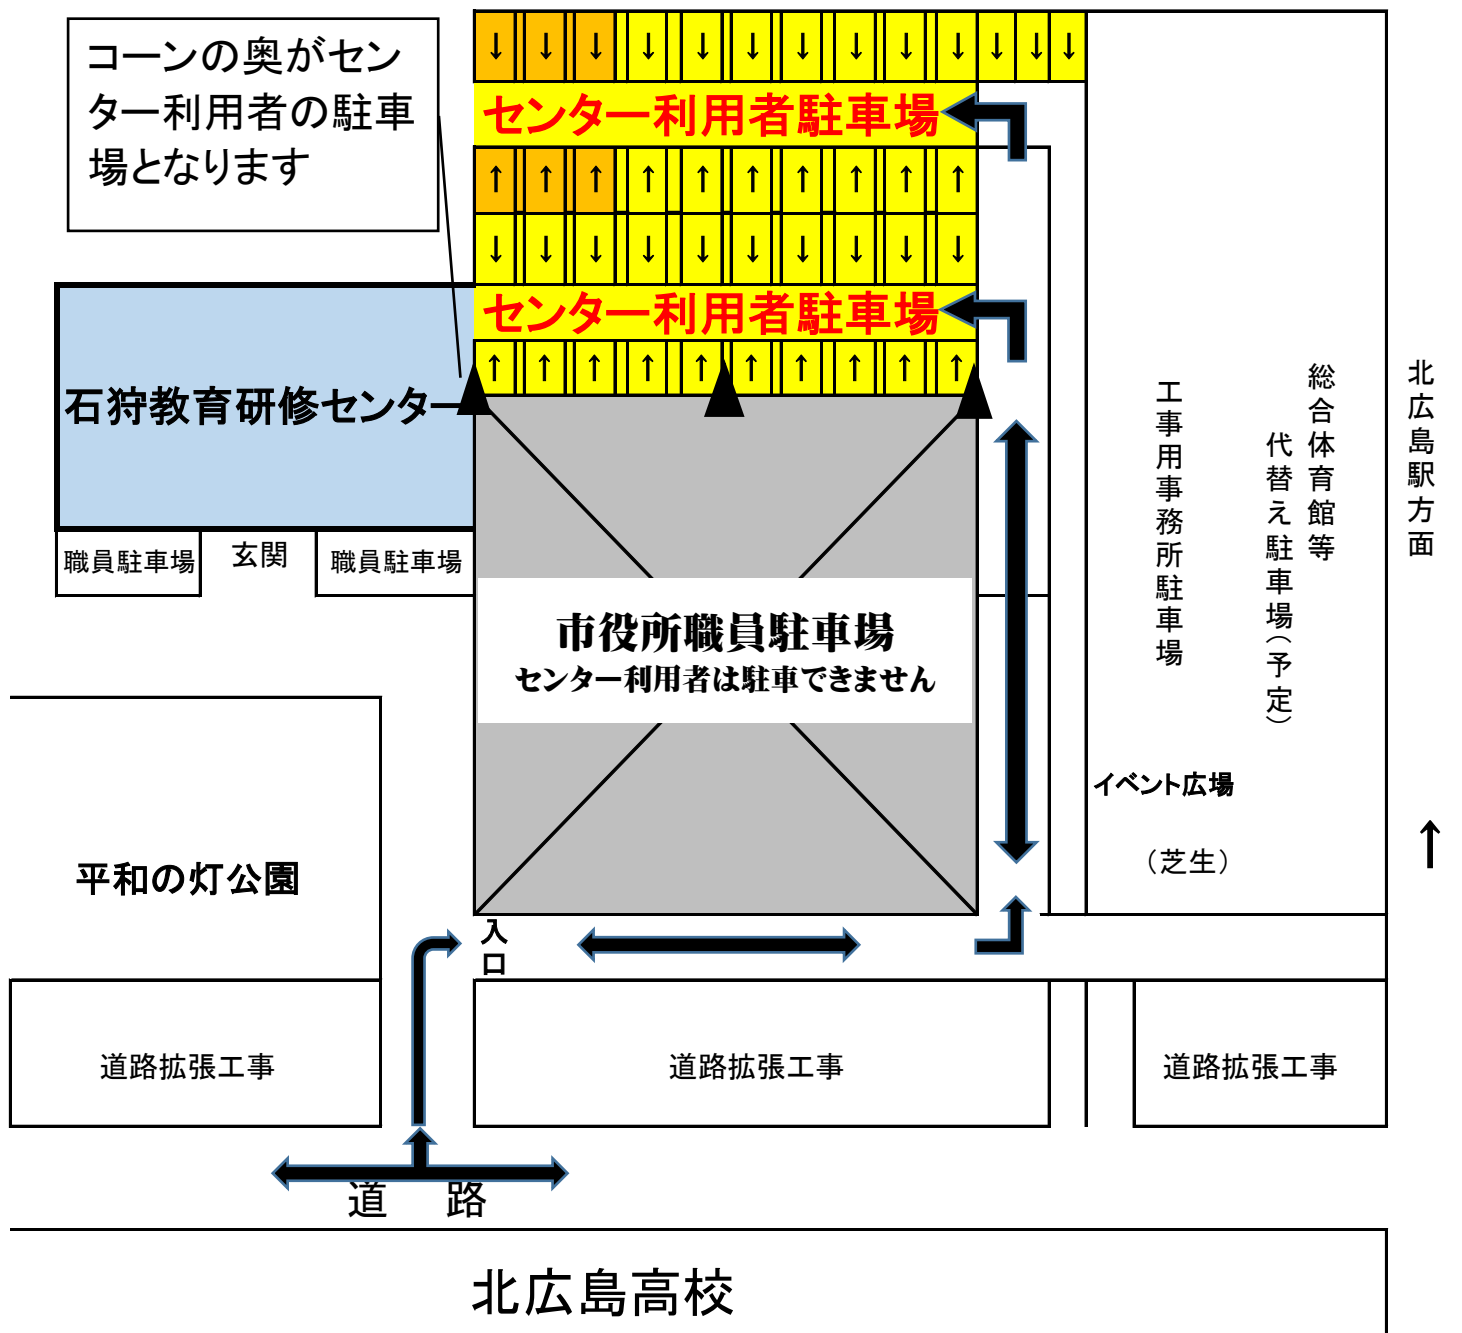 コーンの奥がセン
ター利用者の駐車
場となります
↓ ↓ ↓ ↓ ↓ ↓ ↓ ↓ ↓ ↓ ↓ ↓ ↓
センター利用者駐車場
↑ ↑ ↑ ↑ ↑ ↑ ↑ ↑ ↑ ↑
↓ ↓ ↓ ↓ ↓ ↓ ↓ ↓ ↓ ↓
センター利用者駐車場
↑ ↑ ↑ ↑ ↑ ↑ ↑ ↑ ↑ ↑
石狩教育研修センター
職員駐車場
玄関
職員駐車場
市役所職員駐車場
センター利用者は駐車できません
北広島駅方面
↑
総合体育館等
代替え駐車場(予定)
工事用事務所駐車場
イベント広場
（芝生）
平和の灯公園
入口
道路拡張工事
道路拡張工事
道路拡張工事
道　路
北広島高校